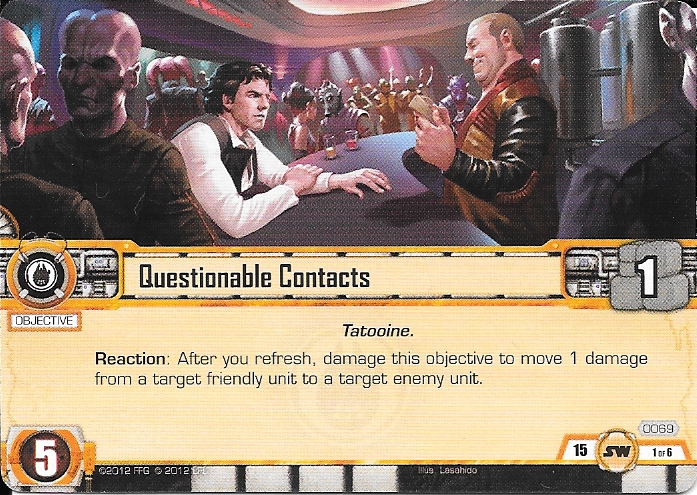 Questionable Contacts
1
OBJECTIVE
Tatooine.
Reaction: After you refresh, damage this objective to move 1 damage
from a target friendly unit to a target enemy unit.
0069
5
15 SW 1 OF 6
©2012 FFG © 2012 LFL
Illus. Lasahido